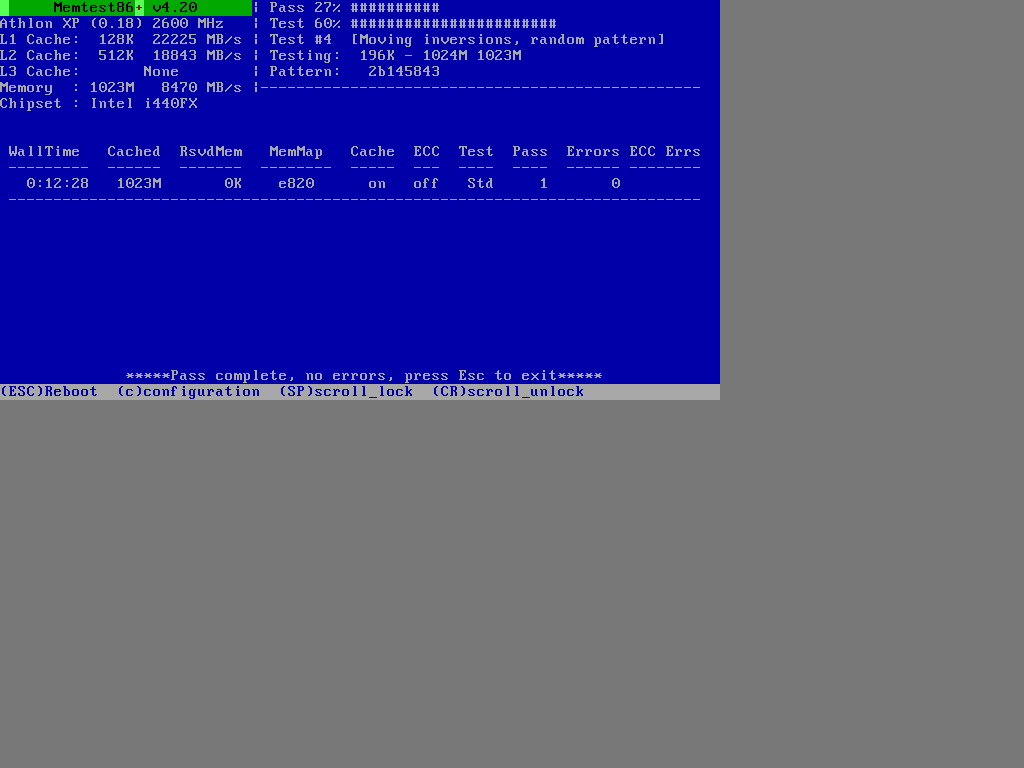 Memtest86+ v4.20 | Pass 27% ##########
Athlon XP (0.18) 2600 MHz | Test 60% #######################
L1 Cache: 128K 22225 MB/s | Test #4 [Moving inversions, random pattern]
L2 Cache: 512K 18843 MB/s | Testing: 196K - 1024M 1023M
L3 Cache: None | Pattern: 2b145843
Memory : 1023M 8470 MB/s |-------------------------------------------------
Chipset : Intel i440FX
WallTime Cached RsvdMem MemMap Cache ECC Test Pass Errors ECC Errs
--------- ------ ------- -------- ----- --- ---- ---- ------ --------
0:12:28 1023M 0K e820 on off Std 1 0
-----------------------------------------------------------------------------
*****Pass complete, no errors, press Esc to exit*****
(ESC)Reboot (c)configuration (SP)scroll_lock (CR)scroll_unlock